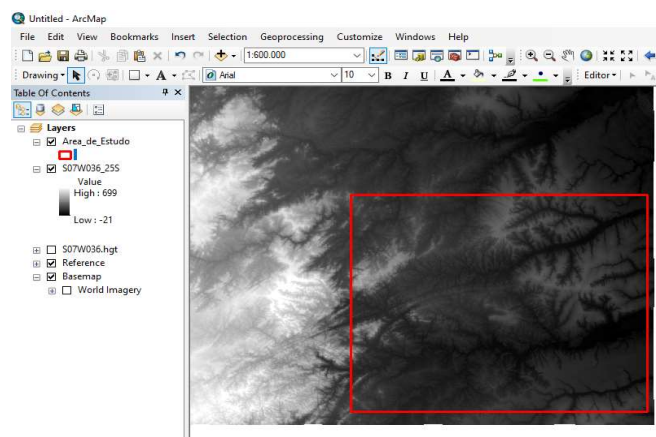 Untitled - ArcMap
File Edit View Bookmarks Insert Selection Geoprocessing Customize Windows Help
1:600.000
Drawing A Arial 10 B I U A Editor
Table Of Contents
Layers
Area_de_Estudo
S07W036_25S
Value
High : 699
Low : -21
S07W036.hgt
Reference
Basemap
World Imagery